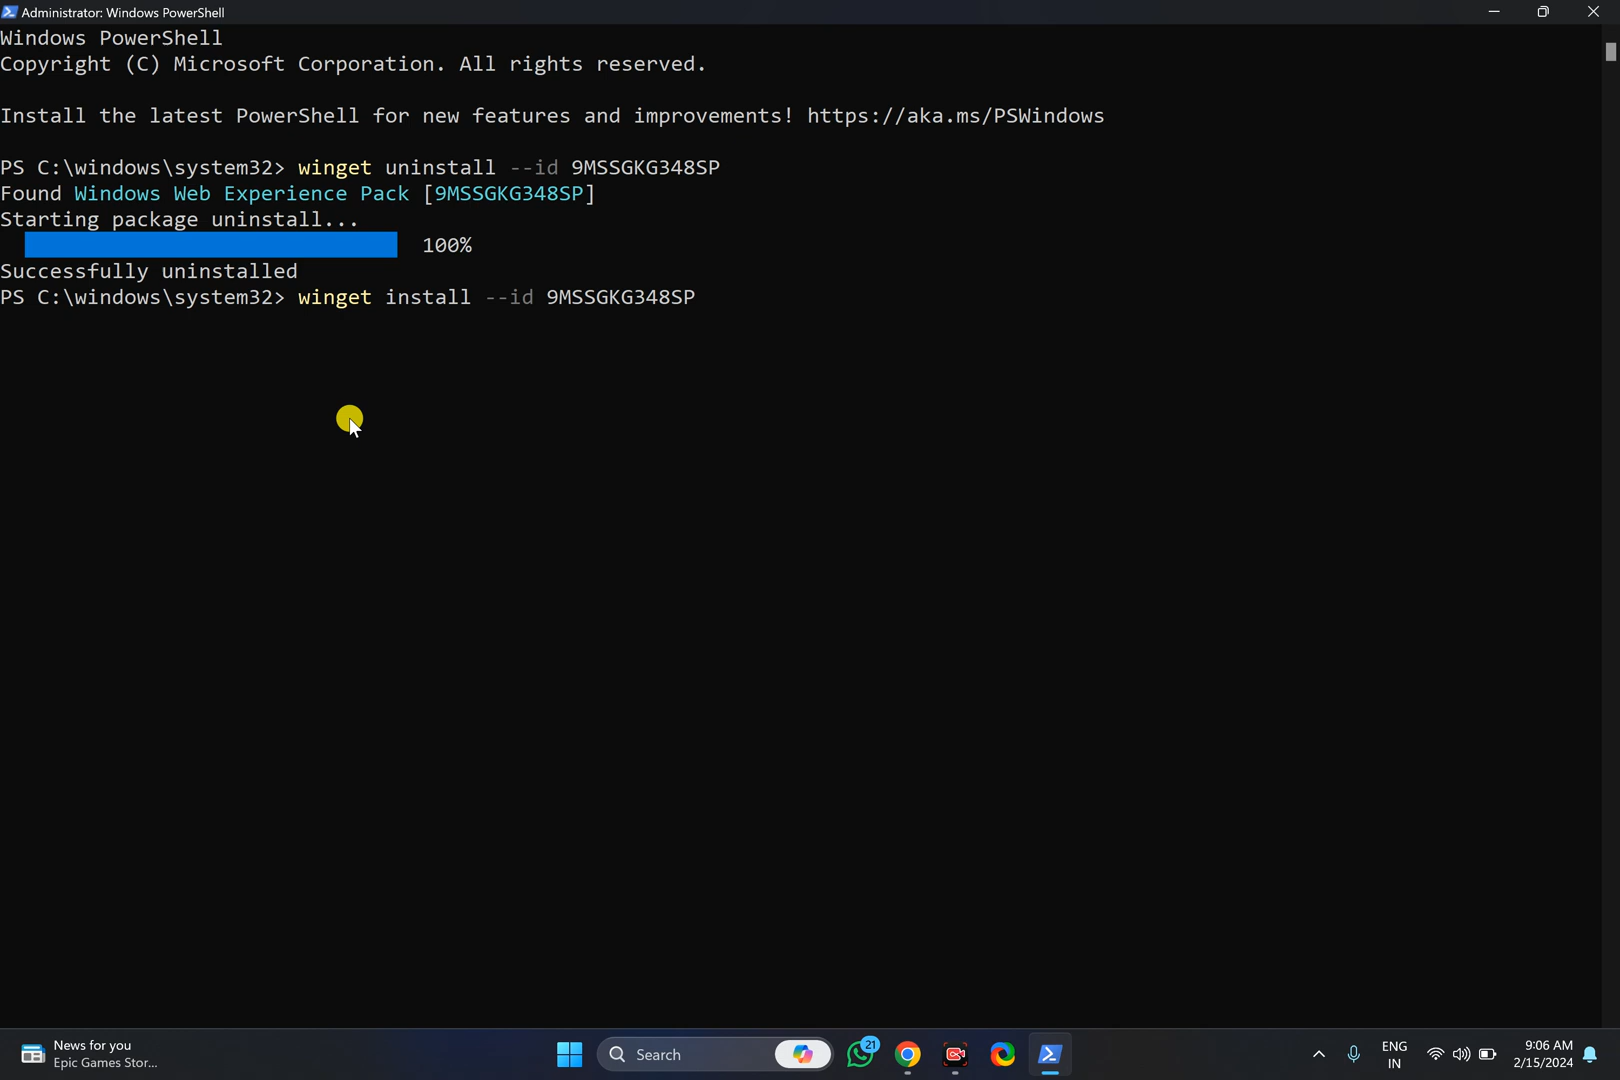 Administrator: Windows PowerShell
Windows PowerShell
Copyright (C) Microsoft Corporation. All rights reserved.
Install the latest PowerShell for new features and improvements! https://aka.ms/PSWindows
PS C:\windows\system32> winget uninstall --id 9MSSGKG348SP
Found Windows Web Experience Pack [9MSSGKG348SP]
Starting package uninstall...
100%
Successfully uninstalled
PS C:\windows\system32> winget install --id 9MSSGKG348SP
News for you
Epic Games Stor...
Search
21
ENG
IN
9:06 AM
2/15/2024